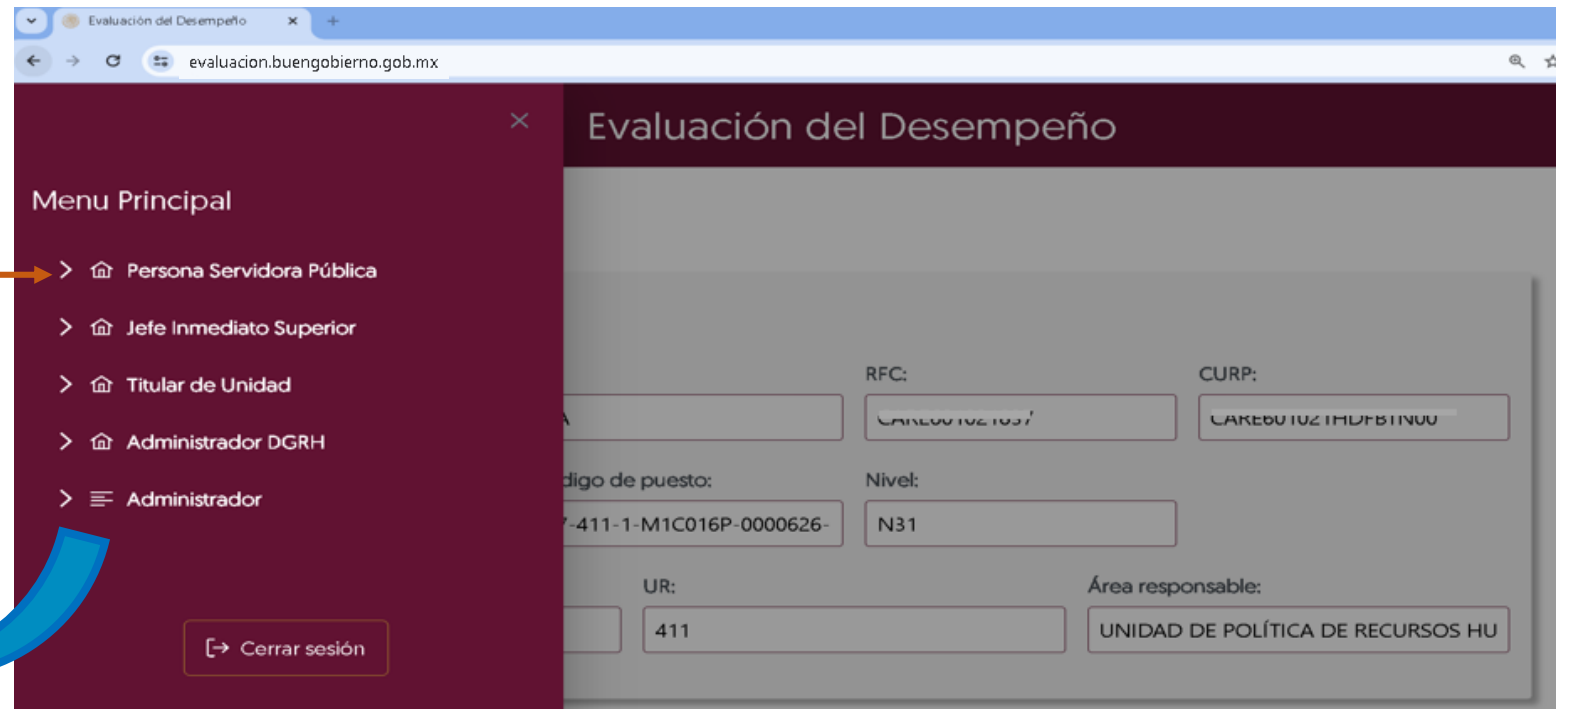 Evaluación del Desempeño
evaluacion.buengobierno.gob.mx
Evaluación del Desempeño
Menu Principal
Persona Servidora Pública
Jefe Inmediato Superior
Titular de Unidad
Administrador DGRH
Administrador
Cerrar sesión
RFC:
CURP:
A
digo de puesto:
Nivel:
-411-1-M1C016P-0000626-
N31
UR:
Área responsable:
411
UNIDAD DE POLÍTICA DE RECURSOS HU